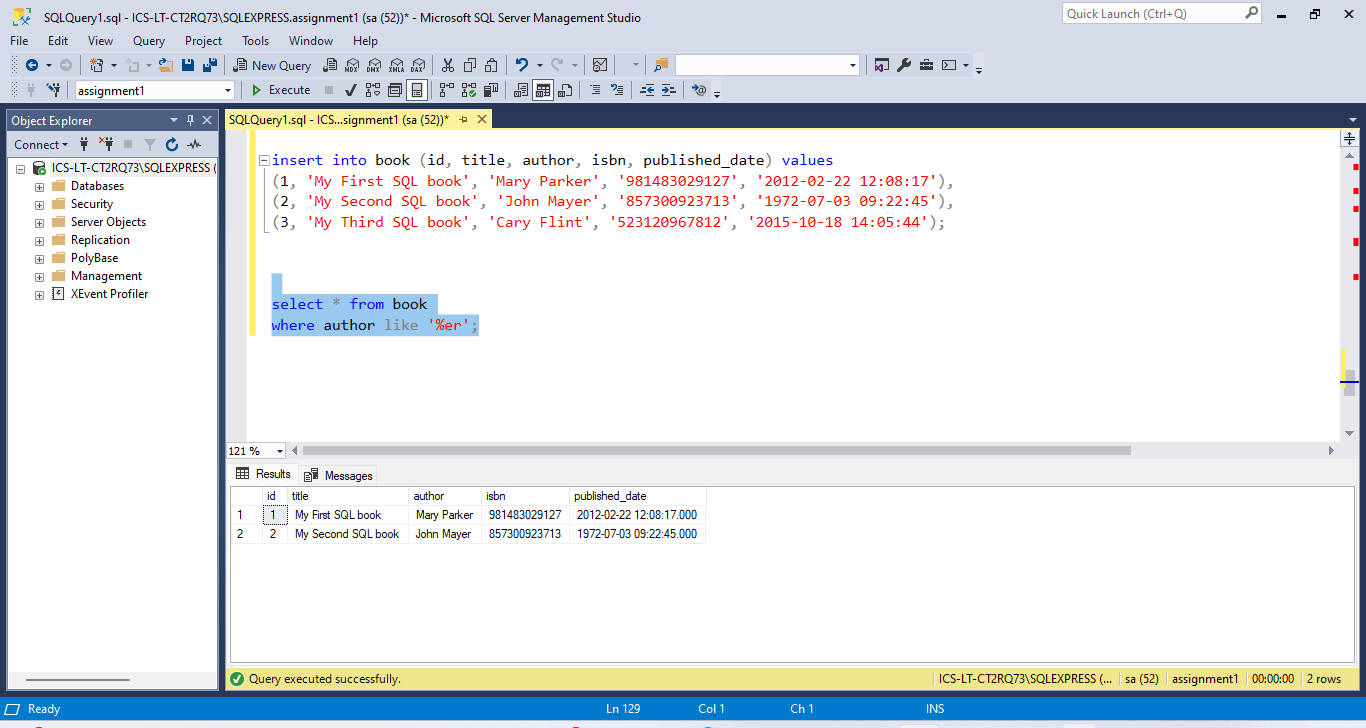 SQLQuery1.sql - ICS-LT-CT2RQ73\SQLEXPRESS.assignment1 (sa (52))* - Microsoft SQL Server Management Studio
Quick Launch (Ctrl+Q)
File Edit View Query Project Tools Window Help
New Query MDX DMX XMLA DAX
assignment1 Execute
Object Explorer
Connect
ICS-LT-CT2RQ73\SQLEXPRESS (
Databases
Security
Server Objects
Replication
PolyBase
Management
XEvent Profiler
SQLQuery1.sql - ICS...signment1 (sa (52))*
insert into book (id, title, author, isbn, published_date) values
(1, 'My First SQL book', 'Mary Parker', '981483029127', '2012-02-22 12:08:17'),
(2, 'My Second SQL book', 'John Mayer', '857300923713', '1972-07-03 09:22:45'),
(3, 'My Third SQL book', 'Cary Flint', '523120967812', '2015-10-18 14:05:44');
select * from book
where author like '%er';
121 %
Results Messages
id title author isbn published_date
1 1 My First SQL book Mary Parker 981483029127 2012-02-22 12:08:17.000
2 2 My Second SQL book John Mayer 857300923713 1972-07-03 09:22:45.000
Query executed successfully. ICS-LT-CT2RQ73\SQLEXPRESS (... sa (52) assignment1 00:00:00 2 rows
Ready Ln 129 Col 1 Ch 1 INS